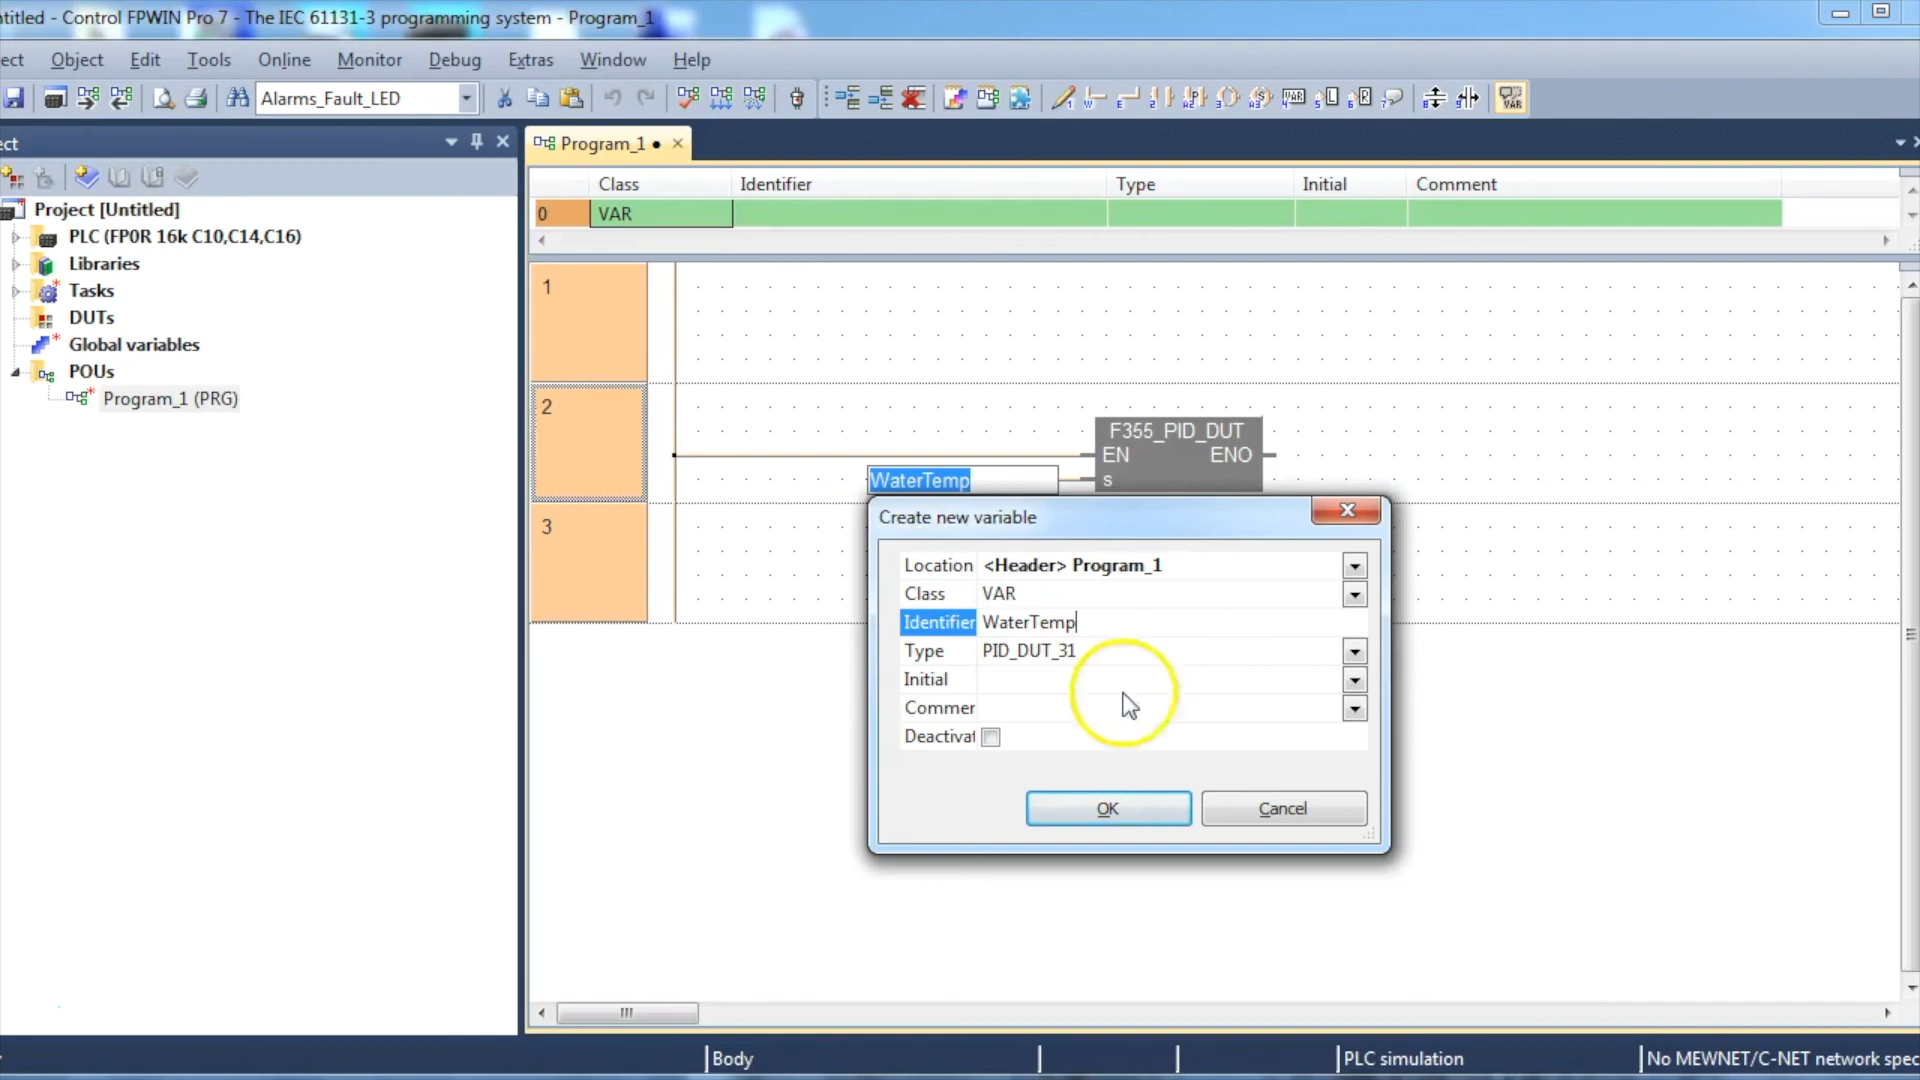 ntitled - Control FPWIN Pro 7 - The IEC 61131-3 programming system - Program_1
ect Object Edit Tools Online Monitor Debug Extras Window Help
Alarms_Fault_LED
ect
Program_1
Project [Untitled]
PLC (FP0R 16k C10,C14,C16)
Libraries
Tasks
DUTs
Global variables
POUs
Program_1 (PRG)
Class Identifier Type Initial Comment
0 VAR
1
2
F355_PID_DUT
EN ENO
WaterTemp s
3
Create new variable
Location <Header> Program_1
Class VAR
Identifier WaterTemp
Type PID_DUT_31
Initial
Commer
Deactivat
OK Cancel
Body PLC simulation No MEWNET/C-NET network spec